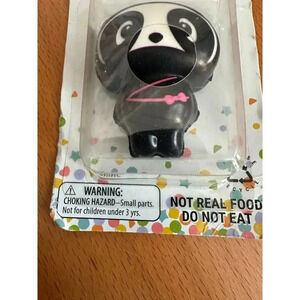 WARNING:
CHOKING HAZARD—Small parts.
Not for children under 3 yrs.
NOT REAL FOOD
DO NOT EAT